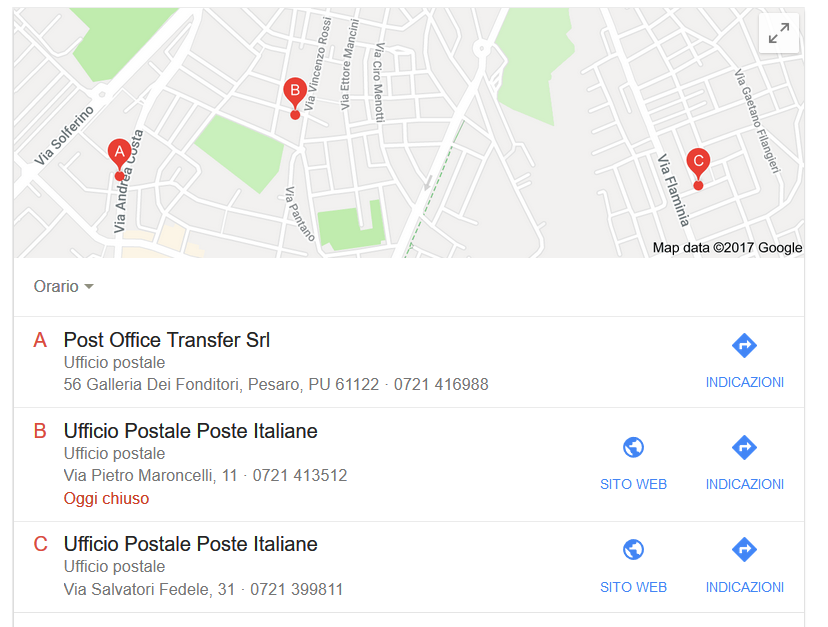 Via Solferino
Via Andrea Costa
Via Vincenzo Rossi
Via Ettore Mancini
Via Ciro Menotti
Via Pantano
Via Flaminia
Via Gaetano Filangieri
A
B
C
Map data ©2017 Google
Orario
A
Post Office Transfer Srl
Ufficio postale
56 Galleria Dei Fonditori, Pesaro, PU 61122 · 0721 416988
INDICAZIONI
B
Ufficio Postale Poste Italiane
Ufficio postale
Via Pietro Maroncelli, 11 · 0721 413512
Oggi chiuso
SITO WEB
INDICAZIONI
C
Ufficio Postale Poste Italiane
Ufficio postale
Via Salvatori Fedele, 31 · 0721 399811
SITO WEB
INDICAZIONI